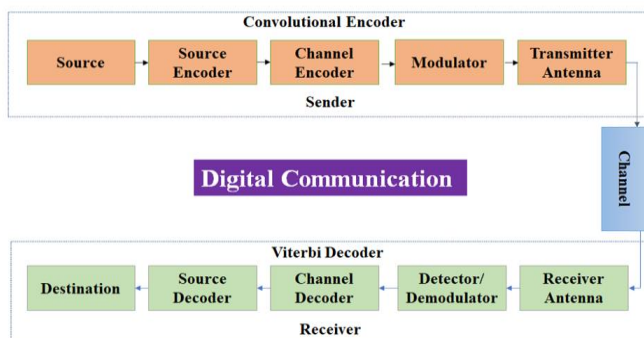 Convolutional Encoder
Source
Source
Encoder
Channel
Encoder
Modulator
Transmitter
Antenna
Sender
Channel
Digital Communication
Viterbi Decoder
Destination
Source
Decoder
Channel
Decoder
Detector/
Demodulator
Receiver
Antenna
Receiver